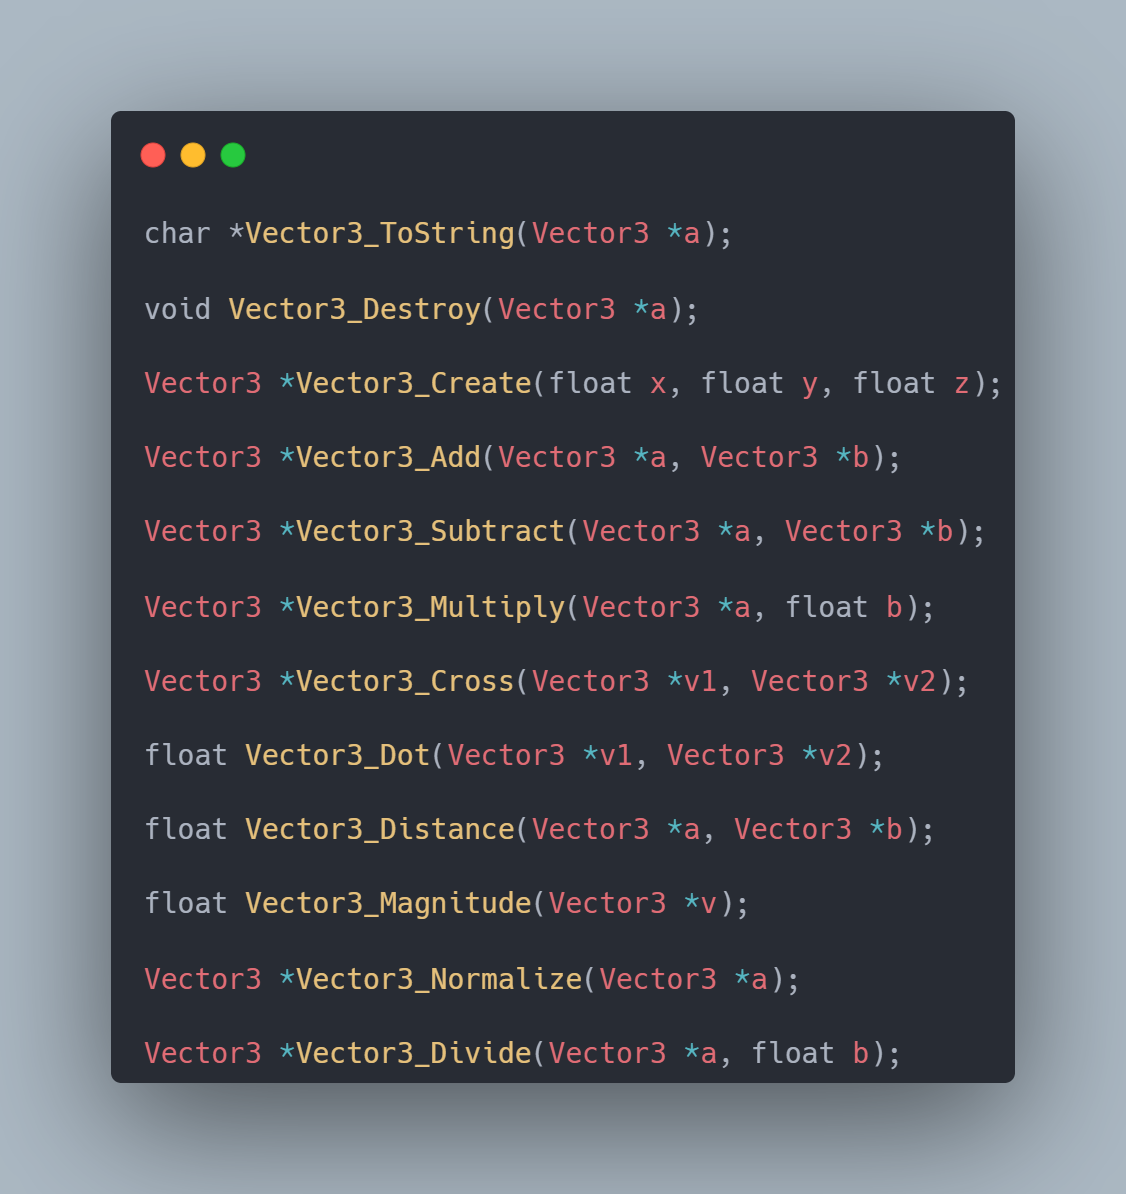 char *Vector3_ToString(Vector3 *a);
void Vector3_Destroy(Vector3 *a);
Vector3 *Vector3_Create(float x, float y, float z);
Vector3 *Vector3_Add(Vector3 *a, Vector3 *b);
Vector3 *Vector3_Subtract(Vector3 *a, Vector3 *b);
Vector3 *Vector3_Multiply(Vector3 *a, float b);
Vector3 *Vector3_Cross(Vector3 *v1, Vector3 *v2);
float Vector3_Dot(Vector3 *v1, Vector3 *v2);
float Vector3_Distance(Vector3 *a, Vector3 *b);
float Vector3_Magnitude(Vector3 *v);
Vector3 *Vector3_Normalize(Vector3 *a);
Vector3 *Vector3_Divide(Vector3 *a, float b);